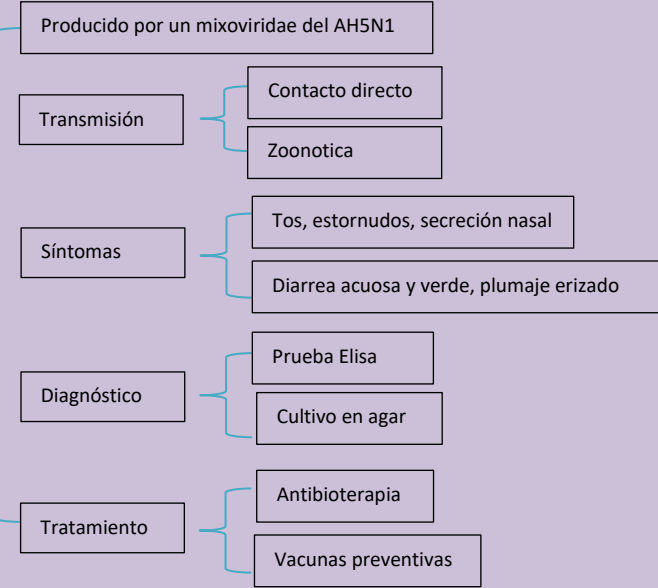 Producido por un mixoviridae del AH5N1
Transmisión
Contacto directo
Zoonotica
Síntomas
Tos, estornudos, secreción nasal
Diarrea acuosa y verde, plumaje erizado
Diagnóstico
Prueba Elisa
Cultivo en agar
Tratamiento
Antibioterapia
Vacunas preventivas